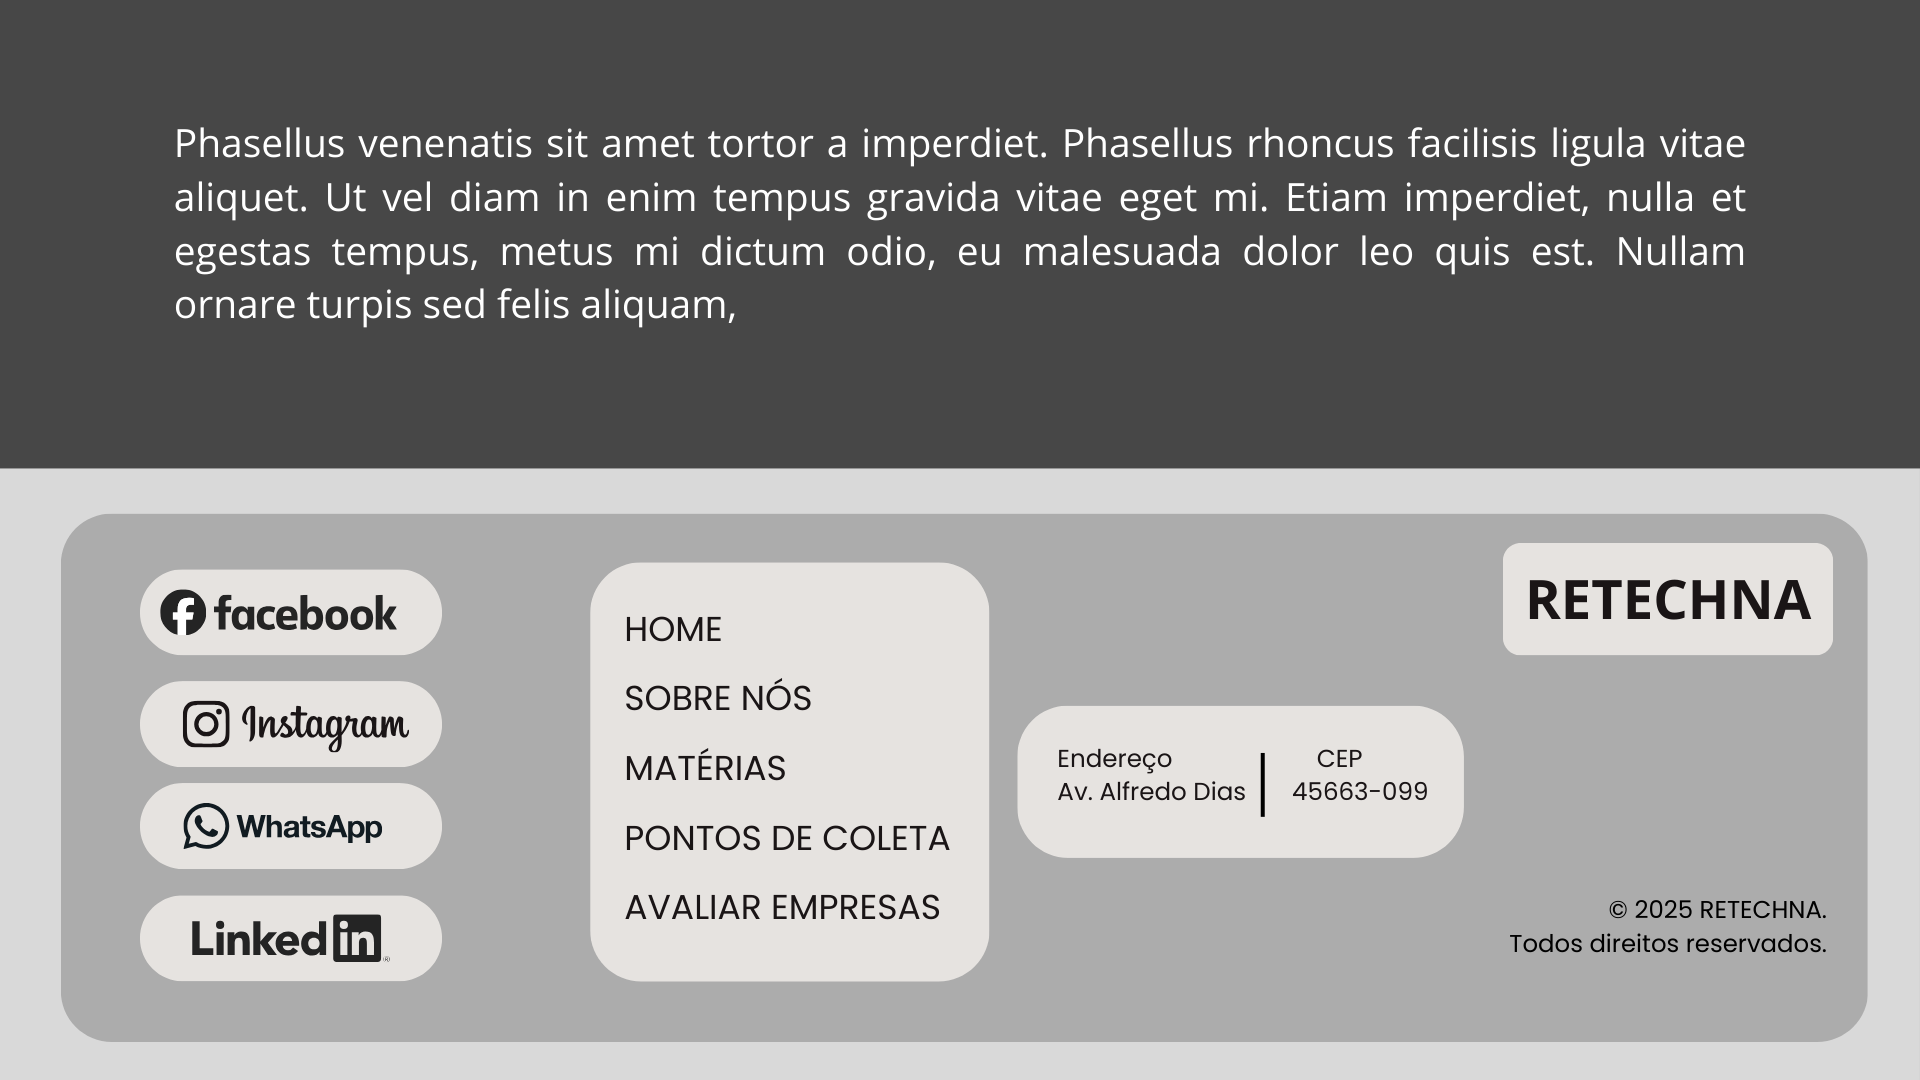 Phasellus venenatis sit amet tortor a imperdiet. Phasellus rhoncus facilisis ligula vitae
aliquet. Ut vel diam in enim tempus gravida vitae eget mi. Etiam imperdiet, nulla et
egestas tempus, metus mi dictum odio, eu malesuada dolor leo quis est. Nullam
ornare turpis sed felis aliquam,
facebook
Instagram
WhatsApp
Linkedin®
HOME
SOBRE NÓS
MATÉRIAS
PONTOS DE COLETA
AVALIAR EMPRESAS
Endereço
Av. Alfredo Dias
CEP
45663-099
RETECHNA
© 2025 RETECHNA.
Todos direitos reservados.